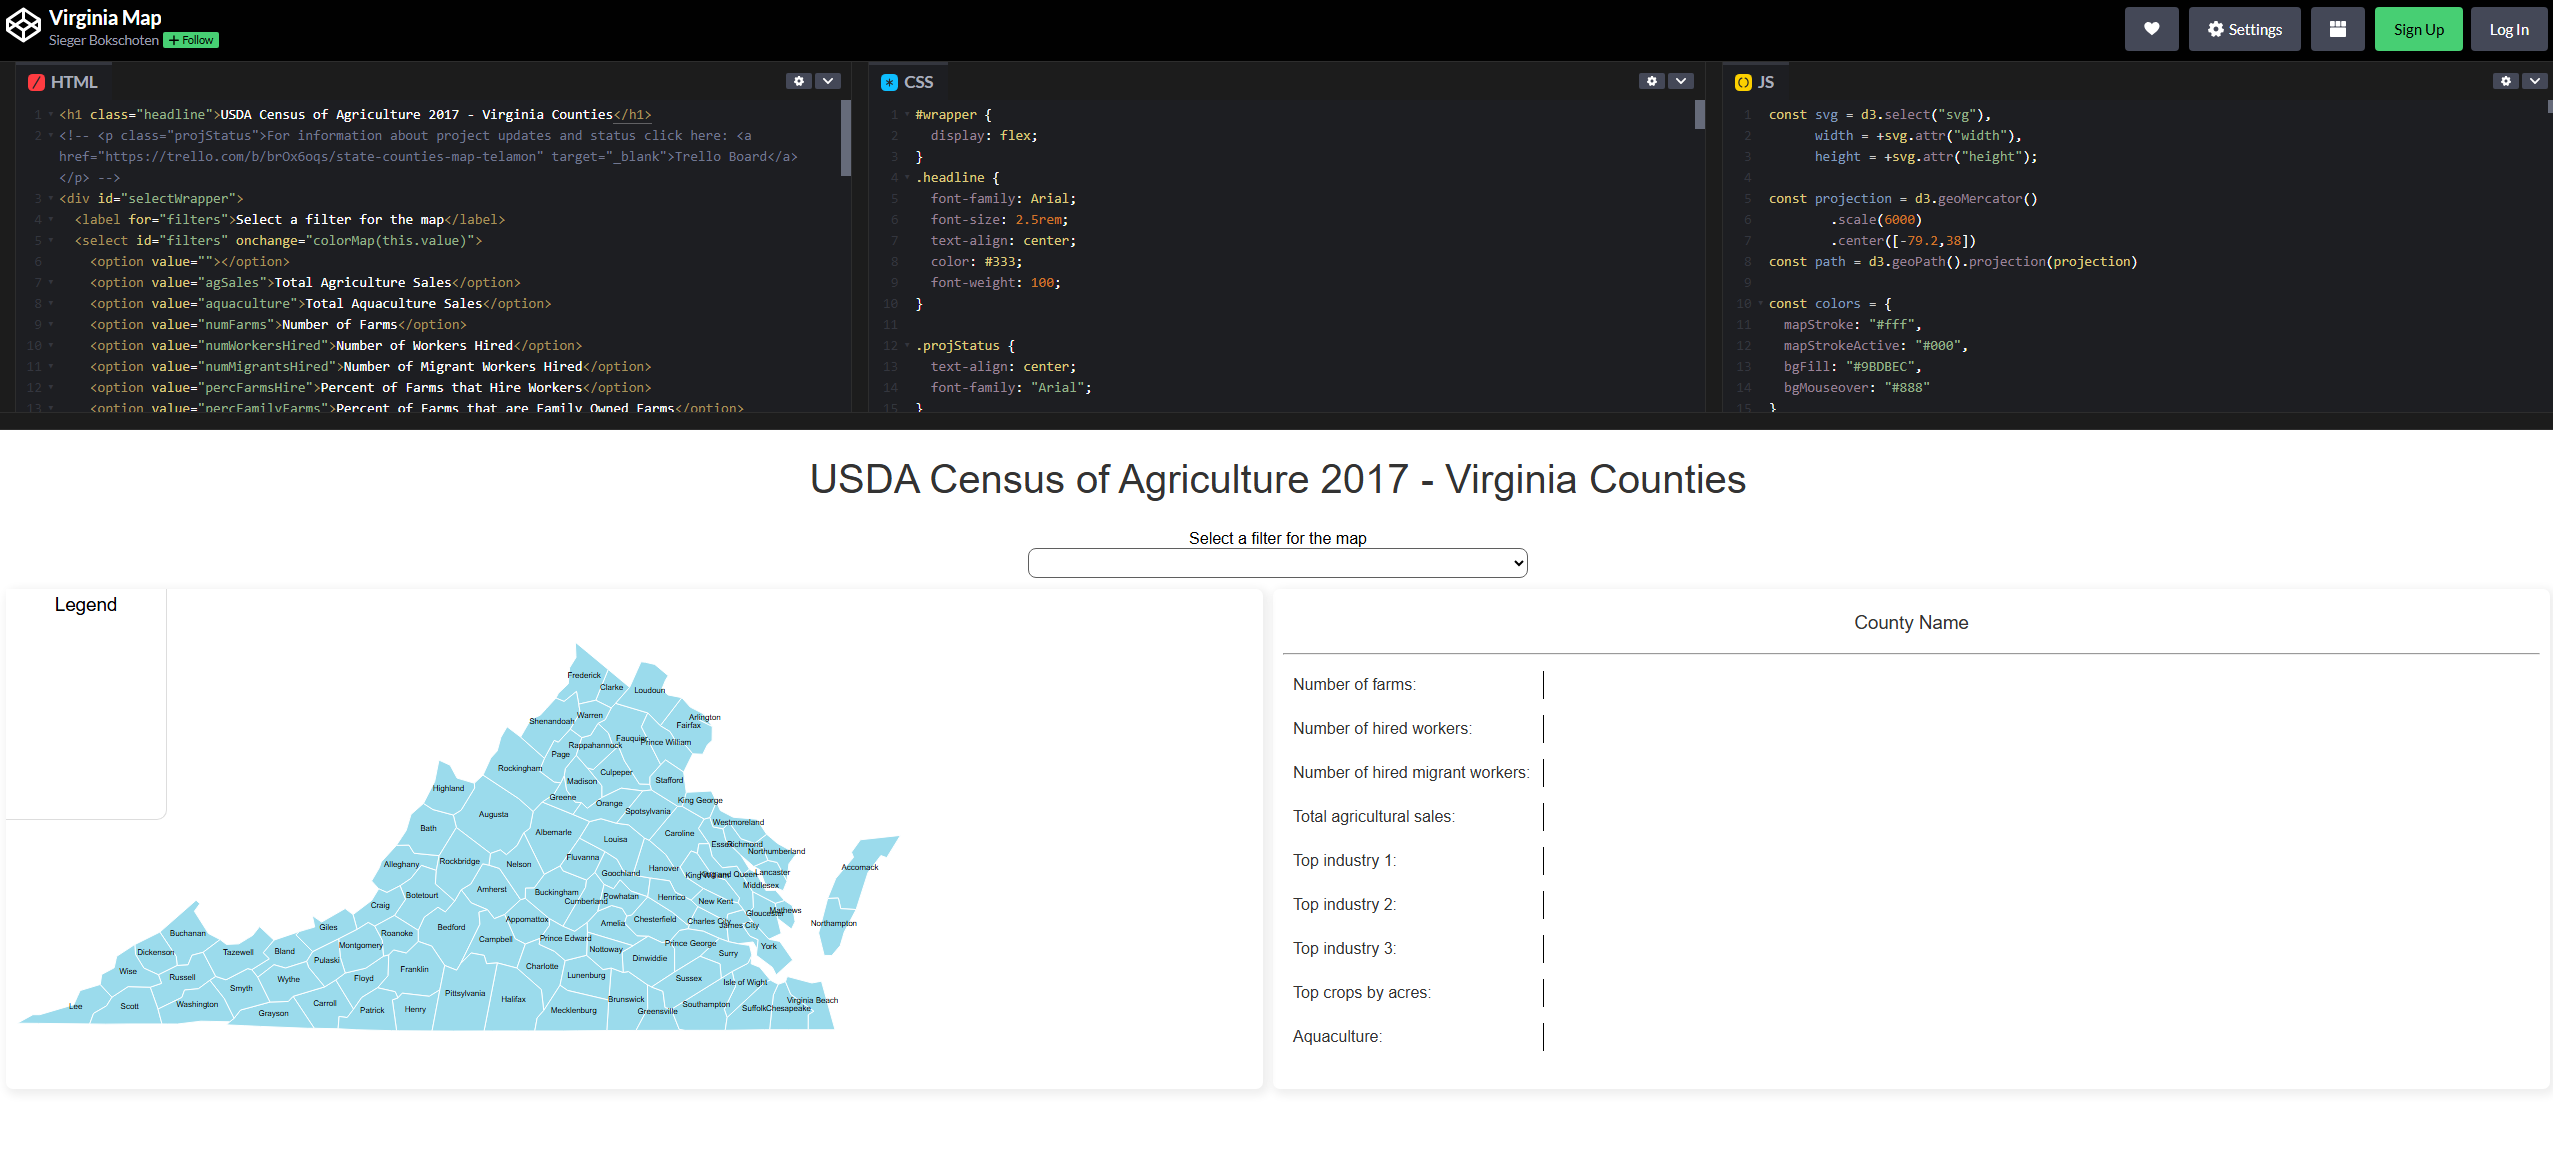 Virginia Map
Sieger Bokschoten + Follow
Settings
Sign Up
Log In
HTML
1 <h1 class="headline">USDA Census of Agriculture 2017 - Virginia Counties</h1>
2 <!-- <p class="projStatus">For information about project updates and status click here: <a
href="https://trello.com/b/brOx6oqs/state-counties-map-telamon" target="_blank">Trello Board</a>
</p> -->
3 <div id="selectWrapper">
4 <label for="filters">Select a filter for the map</label>
5 <select id="filters" onchange="colorMap(this.value)">
6 <option value=""></option>
7 <option value="agSales">Total Agriculture Sales</option>
8 <option value="aquaculture">Total Aquaculture Sales</option>
9 <option value="numFarms">Number of Farms</option>
10 <option value="numWorkersHired">Number of Workers Hired</option>
11 <option value="numMigrantsHired">Number of Migrant Workers Hired</option>
12 <option value="percFarmsHire">Percent of Farms that Hire Workers</option>
13 <option value="percFamilyFarms">Percent of Farms that are Family Owned Farms</option>
CSS
1 #wrapper {
2 display: flex;
3 }
4 .headline {
5 font-family: Arial;
6 font-size: 2.5rem;
7 text-align: center;
8 color: #333;
9 font-weight: 100;
10 }
11
12 .projStatus {
13 text-align: center;
14 font-family: "Arial";
15 }
JS
1 const svg = d3.select("svg"),
2 width = +svg.attr("width"),
3 height = +svg.attr("height");
4
5 const projection = d3.geoMercator()
6 .scale(6000)
7 .center([-79.2,38])
8 const path = d3.geoPath().projection(projection)
9
10 const colors = {
11 mapStroke: "#fff",
12 mapStrokeActive: "#000",
13 bgFill: "#9BDBEC",
14 bgMouseover: "#888"
15 }
USDA Census of Agriculture 2017 - Virginia Counties
Select a filter for the map
Legend
Frederick
Clarke
Loudoun
Shenandoah
Warren
Arlington
Fairfax
Fauquier
Prince William
Rappahannock
Page
Rockingham
Culpeper
Madison
Stafford
Highland
Greene
Orange
King George
Spotsylvania
Augusta
Westmoreland
Bath
Albemarle
Caroline
Louisa
Essex
Richmond
Northumberland
Fluvanna
Alleghany
Rockbridge
Nelson
Hanover
Accomack
Goochland
King William
King and Queen
Lancaster
Middlesex
Amherst
Botetourt
Buckingham
Cumberland
Powhatan
Henrico
New Kent
Craig
Gloucester
Mathews
Appomattox
Amelia
Chesterfield
Charles City
James City
Northampton
Giles
Bedford
Buchanan
Roanoke
Campbell
Prince Edward
Montgomery
Prince George
York
Nottoway
Dickenson
Tazewell
Bland
Surry
Pulaski
Dinwiddie
Wise
Franklin
Charlotte
Lunenburg
Russell
Wythe
Floyd
Sussex
Isle of Wight
Smyth
Pittsylvania
Halifax
Brunswick
Virginia Beach
Lee
Scott
Washington
Carroll
Southampton
Patrick
Henry
Mecklenburg
Greensville
Suffolk
Chesapeake
Grayson
County Name
Number of farms:
Number of hired workers:
Number of hired migrant workers:
Total agricultural sales:
Top industry 1:
Top industry 2:
Top industry 3:
Top crops by acres:
Aquaculture: